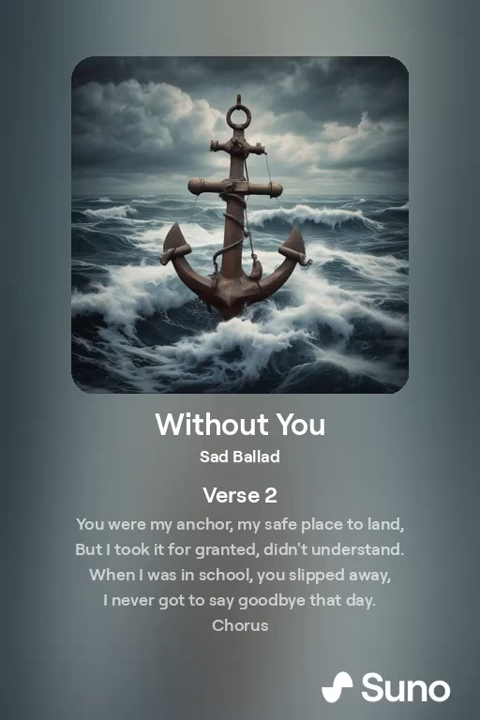 Without You
Sad Ballad
Verse 2
You were my anchor, my safe place to land,
But I took it for granted, didn't understand.
When I was in school, you slipped away,
I never got to say goodbye that day.
Chorus
Suno